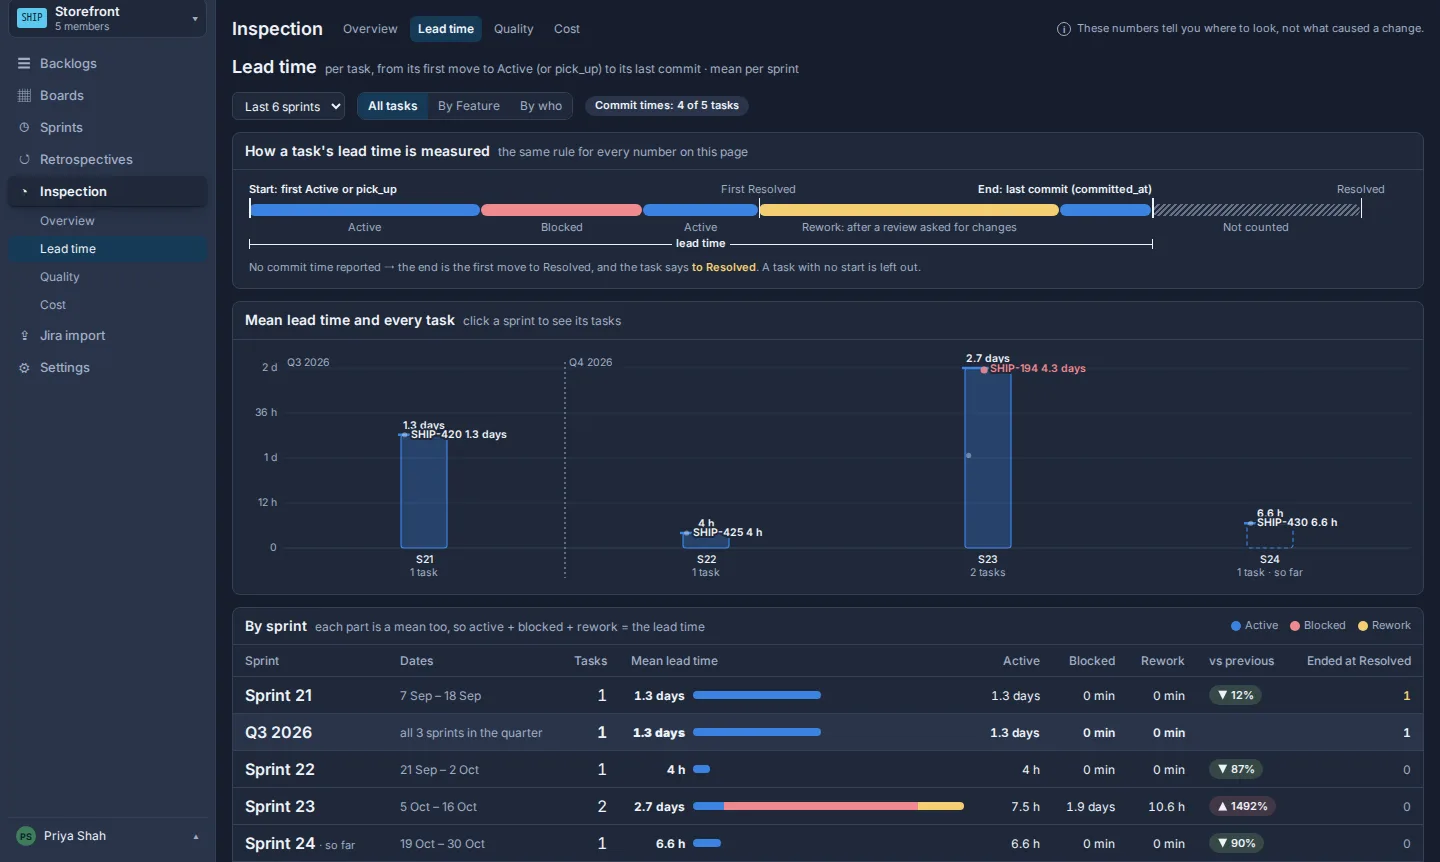 SHIP Storefront
5 members
Backlogs
Boards
Sprints
Retrospectives
Inspection
Overview
Lead time
Quality
Cost
Jira import
Settings
PS Priya Shah
Inspection Overview Lead time Quality Cost
These numbers tell you where to look, not what caused a change.
Lead time per task, from its first move to Active (or pick_up) to its last commit · mean per sprint
Last 6 sprints All tasks By Feature By who Commit times: 4 of 5 tasks
How a task's lead time is measured the same rule for every number on this page
Start: first Active or pick_up First Resolved End: last commit (committed_at) Resolved
Active Blocked Active Rework: after a review asked for changes Not counted
lead time
No commit time reported → the end is the first move to Resolved, and the task says to Resolved. A task with no start is left out.
Mean lead time and every task click a sprint to see its tasks
2 d Q3 2026 Q4 2026 2.7 days
SHIP-194 4.3 days
36 h
1.3 days
SHIP-420 1.3 days
1 d
12 h
4 h
SHIP-425 4 h
6.6 h
SHIP-430 6.6 h
0
S21 S22 S23 S24
1 task 1 task 2 tasks 1 task · so far
By sprint each part is a mean too, so active + blocked + rework = the lead time Active Blocked Rework
Sprint Dates Tasks Mean lead time Active Blocked Rework vs previous Ended at Resolved
Sprint 21 7 Sep – 18 Sep 1 1.3 days 1.3 days 0 min 0 min ▼ 12% 1
Q3 2026 all 3 sprints in the quarter 1 1.3 days 1.3 days 0 min 0 min 1
Sprint 22 21 Sep – 2 Oct 1 4 h 4 h 0 min 0 min ▼ 87% 0
Sprint 23 5 Oct – 16 Oct 2 2.7 days 7.5 h 1.9 days 10.6 h ▲ 1492% 0
Sprint 24 · so far 19 Oct – 30 Oct 1 6.6 h 6.6 h 0 min 0 min ▼ 90% 0